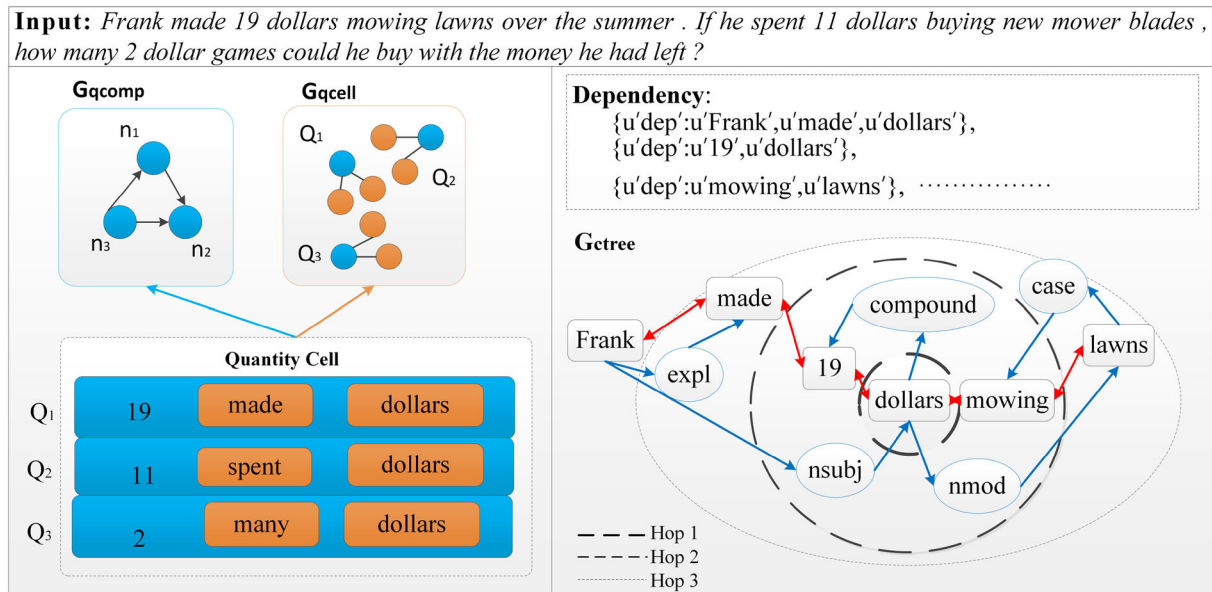 Input: Frank made 19 dollars mowing lawns over the summer . If he spent 11 dollars buying new mower blades ,
how many 2 dollar games could he buy with the money he had left ?
Gqcomp
n1
n3
n2
Gqcell
Q1
Q2
Q3
Quantity Cell
Q1 19 made dollars
Q2 11 spent dollars
Q3 2 many dollars
Dependency:
{u'dep':u'Frank',u'made',u'dollars'},
{u'dep':u'19',u'dollars'},
{u'dep':u'mowing',u'lawns'}, ................
Gctree
made
compound
case
Frank
expl
19
lawns
dollars
mowing
nsubj
nmod
Hop 1
Hop 2
Hop 3